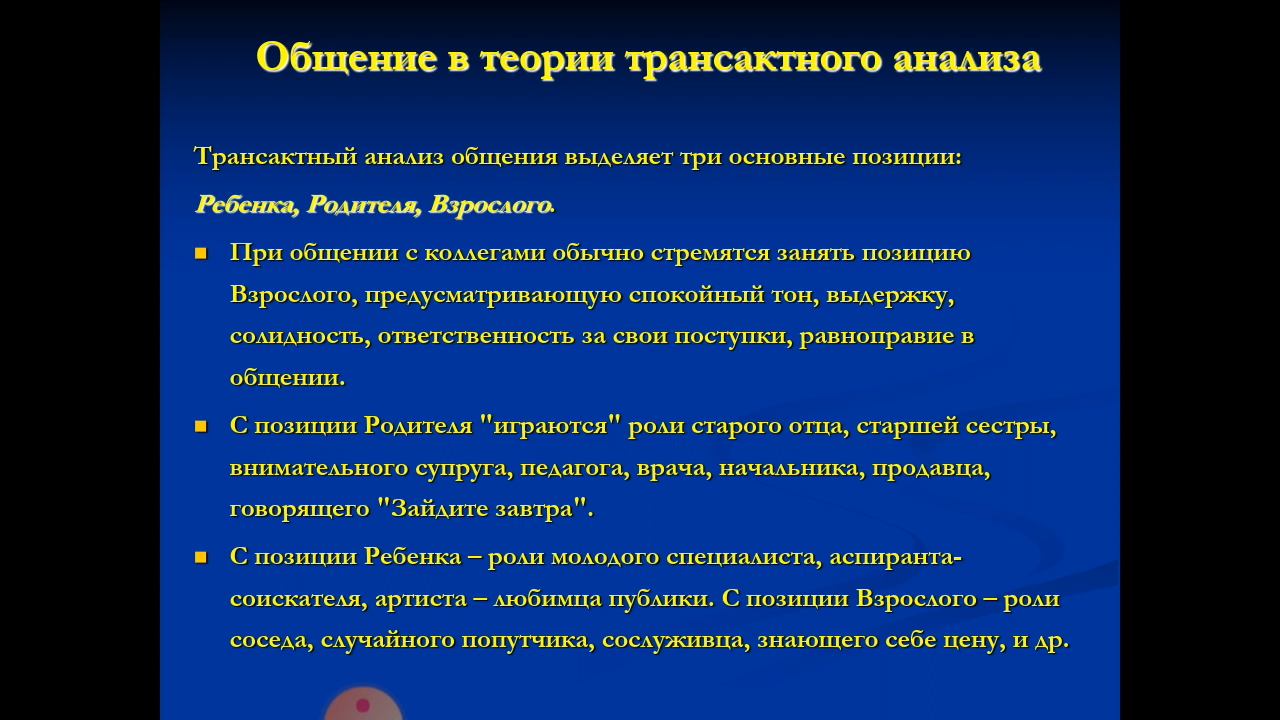 Общение в теории трансактного анализа
Трансактный анализ общения выделяет три основные позиции:
Ребенка, Родителя, Взрослого.
При общении с коллегами обычно стремятся занять позицию
Взрослого, предусматривающую спокойный тон, выдержку,
солидность, ответственность за свои поступки, равноправие в
общении.
С позиции Родителя "играются" роли старого отца, старшей сестры,
внимательного супруга, педагога, врача, начальника, продавца,
говорящего "Зайдите завтра".
С позиции Ребенка – роли молодого специалиста, аспиранта-
соискателя, артиста – любимца публики. С позиции Взрослого – роли
соседа, случайного попутчика, сослуживца, знающего себе цену, и др.